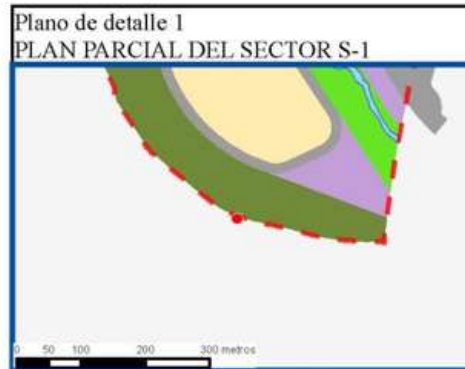 Plano de detalle 1
PLAN PARCIAL DEL SECTOR S-1
0 50 100 200 300 metros